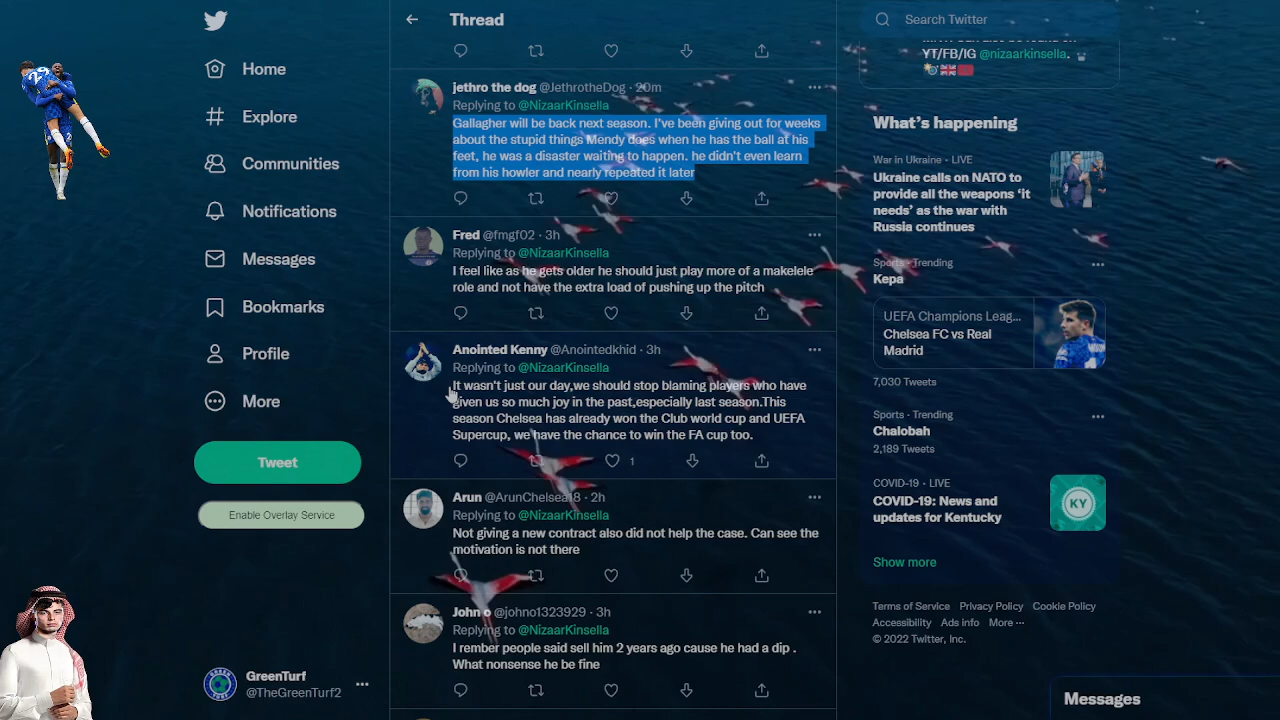 Home
Explore
Communities
Notifications
Messages
Bookmarks
Profile
More
Tweet
Enable Overlay Service
GreenTurf
@TheGreenTurf2
Thread
jethro the dog @JethrotheDog · 20m
Replying to @NizaarKinsella
Gallagher will be back next season. I've been giving out for weeks
about the stupid things Mendy does when he has the ball at his
feet, he was a disaster waiting to happen. he didn't even learn
from his howler and nearly repeated it later
Fred @fmgf02 · 3h
Replying to @NizaarKinsella
I feel like as he gets older he should just play more of a makelele
role and not have the extra load of pushing up the pitch
Anointed Kenny @Anointedkhid · 3h
Replying to @NizaarKinsella
It wasn't just our day,we should stop blaming players who have
given us so much joy in the past,especially last season.This
season Chelsea has already won the Club world cup and UEFA
Supercup, we have the chance to win the FA cup too.
1
Arun @ArunChelsea18 · 2h
Replying to @NizaarKinsella
Not giving a new contract also did not help the case. Can see the
motivation is not there
John o @johno1323929 · 3h
Replying to @NizaarKinsella
I rember people said sell him 2 years ago cause he had a dip .
What nonsense he be fine
Search Twitter
YT/FB/IG @nizaarkinsella.
What's happening
War in Ukraine · LIVE
Ukraine calls on NATO to
provide all the weapons 'it
needs' as the war with
Russia continues
Sports · Trending
Kepa
UEFA Champions Leag...
Chelsea FC vs Real
Madrid
7,030 Tweets
Sports · Trending
Chalobah
2,189 Tweets
COVID-19 · LIVE
COVID-19: News and
updates for Kentucky
KY
Show more
Terms of Service Privacy Policy Cookie Policy
Accessibility Ads info More ···
© 2022 Twitter, Inc.
Messages